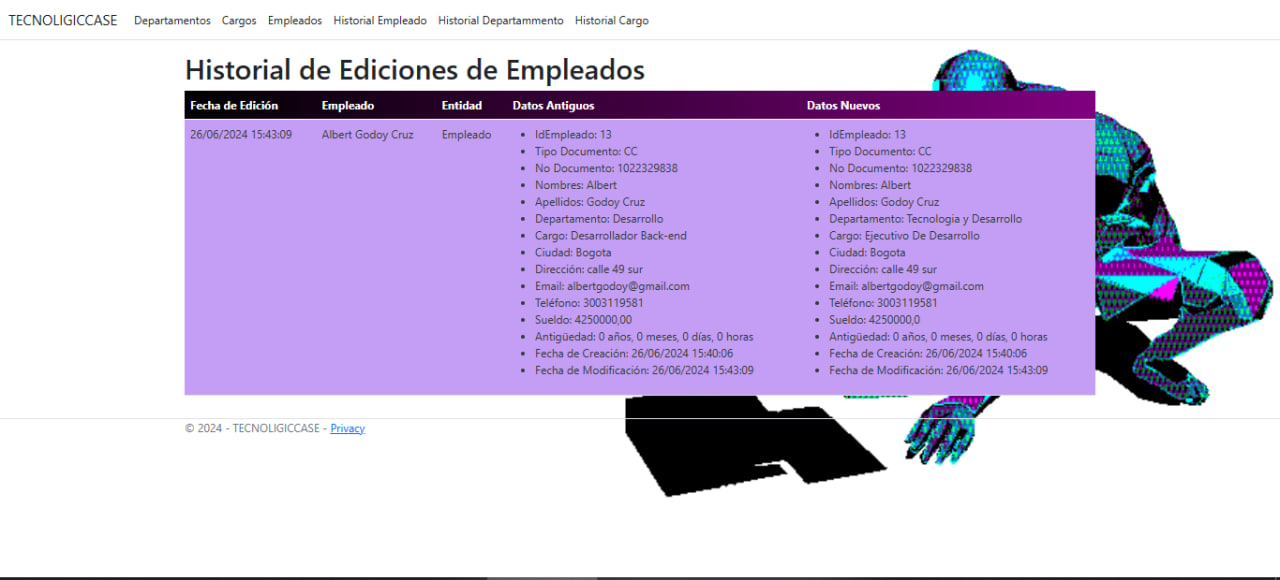 TECNOLIGICCASE Departamentos Cargos Empleados Historial Empleado Historial Departammento Historial Cargo
Historial de Ediciones de Empleados
Fecha de Edición Empleado Entidad Datos Antiguos Datos Nuevos
26/06/2024 15:43:09 Albert Godoy Cruz Empleado • IdEmpleado: 13 • IdEmpleado: 13
• Tipo Documento: CC • Tipo Documento: CC
• No Documento: 1022329838 • No Documento: 1022329838
• Nombres: Albert • Nombres: Albert
• Apellidos: Godoy Cruz • Apellidos: Godoy Cruz
• Departamento: Desarrollo • Departamento: Tecnologia y Desarrollo
• Cargo: Desarrollador Back-end • Cargo: Ejecutivo De Desarrollo
• Ciudad: Bogota • Ciudad: Bogota
• Dirección: calle 49 sur • Dirección: calle 49 sur
• Email: albertgodoy@gmail.com • Email: albertgodoy@gmail.com
• Teléfono: 3003119581 • Teléfono: 3003119581
• Sueldo: 4250000,00 • Sueldo: 4250000,0
• Antigüedad: 0 años, 0 meses, 0 días, 0 horas • Antigüedad: 0 años, 0 meses, 0 días, 0 horas
• Fecha de Creación: 26/06/2024 15:40:06 • Fecha de Creación: 26/06/2024 15:40:06
• Fecha de Modificación: 26/06/2024 15:43:09 • Fecha de Modificación: 26/06/2024 15:43:09
© 2024 - TECNOLIGICCASE - Privacy